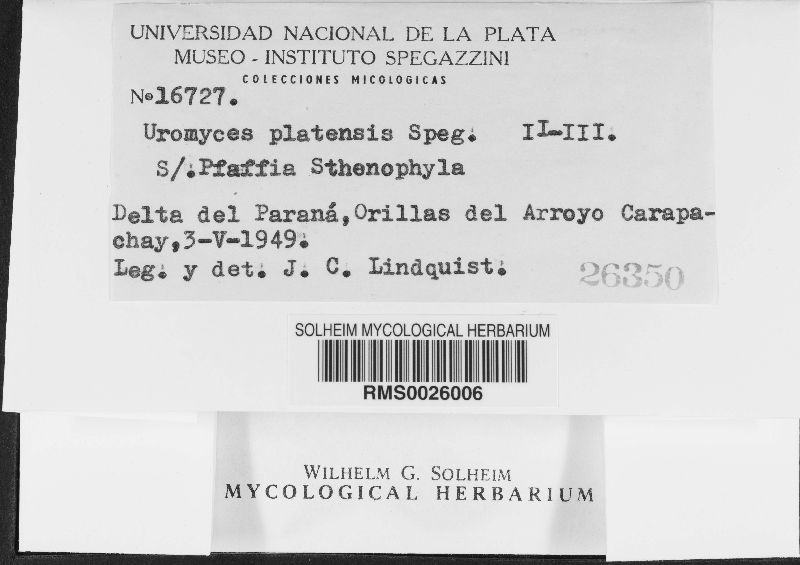 UNIVERSIDAD NACIONAL DE LA PLATA
MUSEO - INSTITUTO SPEGAZZINI
COLECCIONES MICOLOGICAS
Nº 16727.
Uromyces platensis Speg. II-III.
S/.Pfaffia Sthenophyla
Delta del Paraná, Orillas del Arroyo Carapa-
chay, 3-V-1949.
Leg. y det. J. C. Lindquist.
26350
SOLHEIM MYCOLOGICAL HERBARIUM
RMS0026006
WILHELM G. SOLHEIM
MYCOLOGICAL HERBARIUM